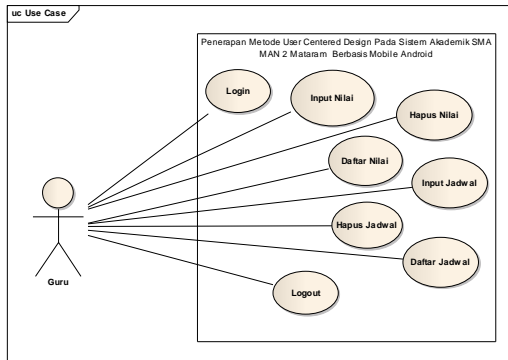 uc Use Case
Penerapan Metode User Centered Design Pada Sistem Akademik SMA
MAN 2 Mataram Berbasis Mobile Android
Login
Input Nilai
Hapus Nilai
Daftar Nilai
Input Jadwal
Hapus Jadwal
Daftar Jadwal
Logout
Guru